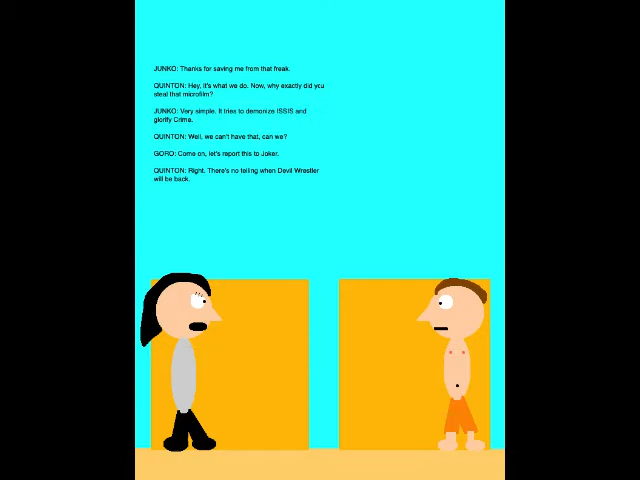 JUNKO: Thanks for saving me from that freak.
QUINTON: Hey, it's what we do. Now, why exactly did you
steal that microfilm?
JUNKO: Very simple. It tries to demonize ISSIS and
glorify Crime.
QUINTON: Well, we can't have that, can we?
GORO: Come on, let's report this to Joker.
QUINTON: Right. There's no telling when Devil Wrestler
will be back.